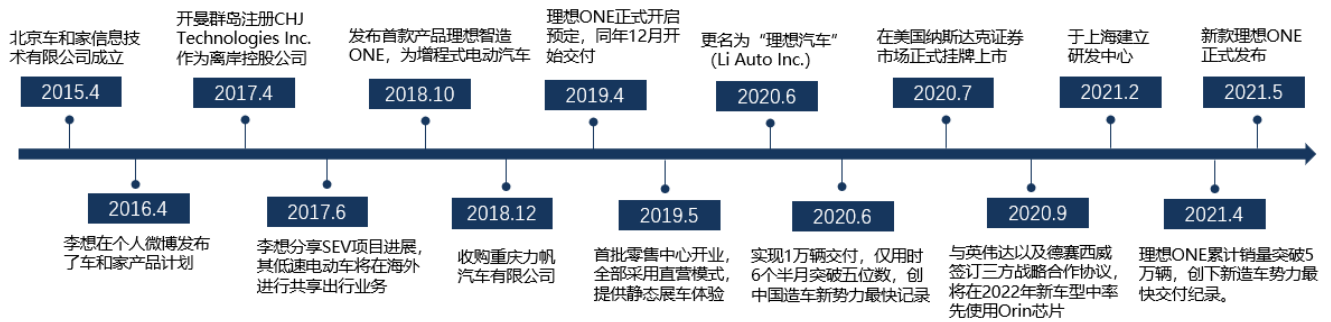 北京车和家信息技
术有限公司成立
2015.4
开曼群岛注册CHJ
Technologies Inc.
作为离岸控股公司
2017.4
发布首款产品理想智造
ONE，为增程式电动汽车
2018.10
理想ONE正式开启
预定，同年12月开
始交付
2019.4
更名为“理想汽车”
(Li Auto Inc.)
2020.6
在美国纳斯达克证券
市场正式挂牌上市
2020.7
于上海建立
研发中心
2021.2
新款理想ONE
正式发布
2021.5
2016.4
李想在个人微博发布
了车和家产品计划
2017.6
李想分享SEV项目进展，
其低速电动车将在海外
进行共享出行业务
2018.12
收购重庆力帆
汽车有限公司
2019.5
首批零售中心开业，
全部采用直营模式，
提供静态展车体验
2020.6
实现1万辆交付，仅用时
6个半月突破五位数，创
中国造车新势力最快记录
2020.9
与英伟达以及德赛西威
签订三方战略合作协议，
将在2022年新车型中率
先使用Orin芯片
2021.4
理想ONE累计销量突破5
万辆，创下新造车势力最
快交付纪录。